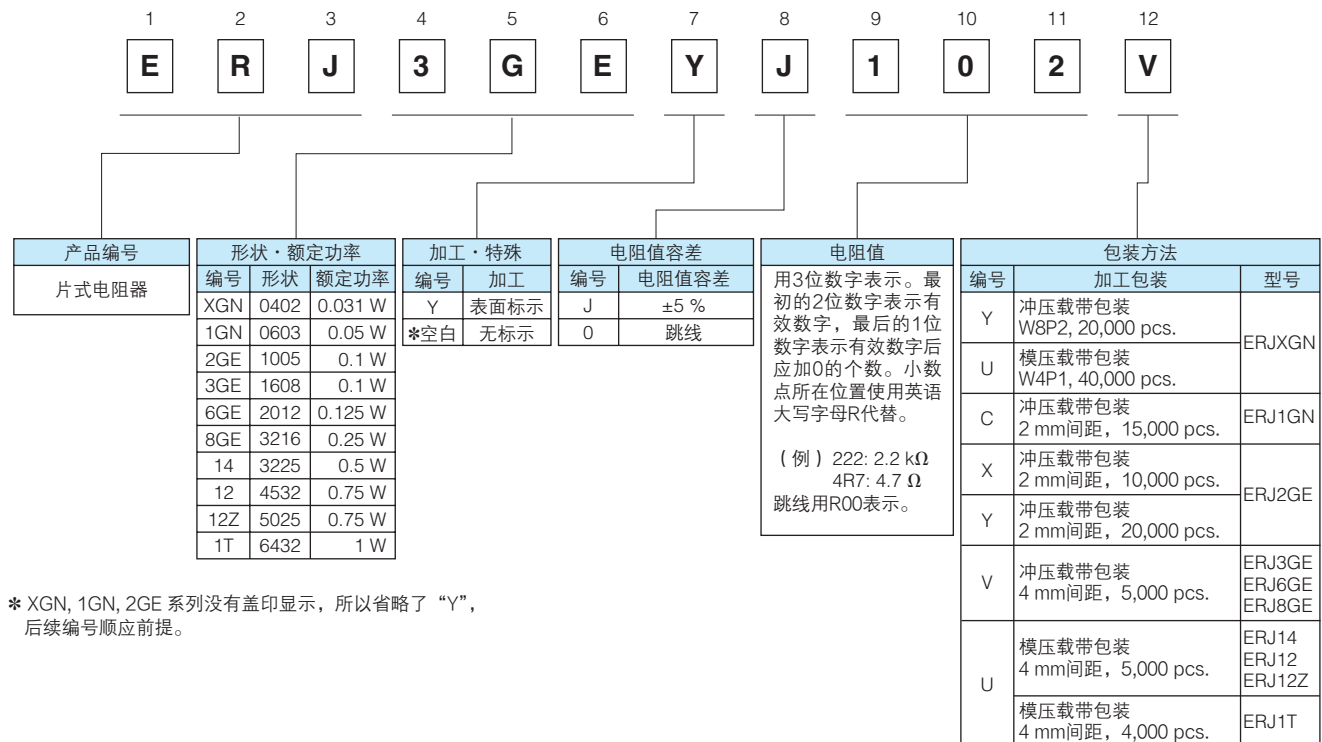 1 2 3 4 5 6 7 8 9 10 11 12
E R J 3 G E Y J 1 0 2 V
产品编号
片式电阻器
形状・额定功率
编号 形状 额定功率
XGN 0402 0.031 W
1GN 0603 0.05 W
2GE 1005 0.1 W
3GE 1608 0.1 W
6GE 2012 0.125 W
8GE 3216 0.25 W
14 3225 0.5 W
12 4532 0.75 W
12Z 5025 0.75 W
1T 6432 1 W
加工・特殊
编号 加工
Y 表面标示
✱空白 无标示
电阻值容差
编号 电阻值容差
J ±5 %
0 跳线
电阻值
用3位数字表示。最
初的2位数字表示有
效数字，最后的1位
数字表示有效数字后
应加0的个数。小数
点所在位置使用英语
大写字母R代替。
（例）222: 2.2 kΩ
4R7: 4.7 Ω
跳线用R00表示。
包装方法
编号 加工包装 型号
Y 冲压载带包装
W8P2, 20,000 pcs.
ERJXGN
U 模压载带包装
W4P1, 40,000 pcs.
C 冲压载带包装
2 mm间距，15,000 pcs.
ERJ1GN
X 冲压载带包装
2 mm间距，10,000 pcs.
ERJ2GE
Y 冲压载带包装
2 mm间距，20,000 pcs.
V 冲压载带包装
4 mm间距，5,000 pcs.
ERJ3GE
ERJ6GE
ERJ8GE
U 模压载带包装
4 mm间距，5,000 pcs.
ERJ14
ERJ12
ERJ12Z
模压载带包装
4 mm间距，4,000 pcs.
ERJ1T
✱ XGN, 1GN, 2GE 系列没有盖印显示，所以省略了“Y”，
后续编号顺应前提。